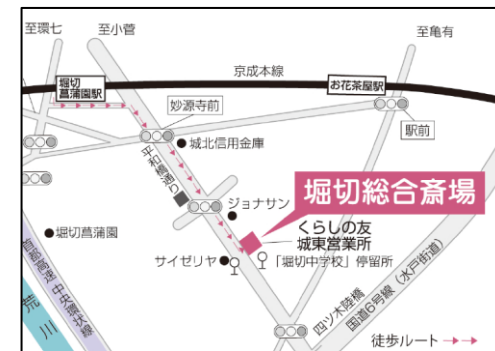 至環七
至小菅
至亀有
堀切
菖蒲園駅
京成本線
お花茶屋駅
妙源寺前
駅前
城北信用金庫
平和橋通り
ジョナサン
堀切総合斎場
くらしの友
城東営業所
堀切菖蒲園
サイゼリヤ
「堀切中学校」停留所
首都高速中央環状線
荒川
四ツ木陸橋
国道6号線(水戸街道)
徒歩ルート